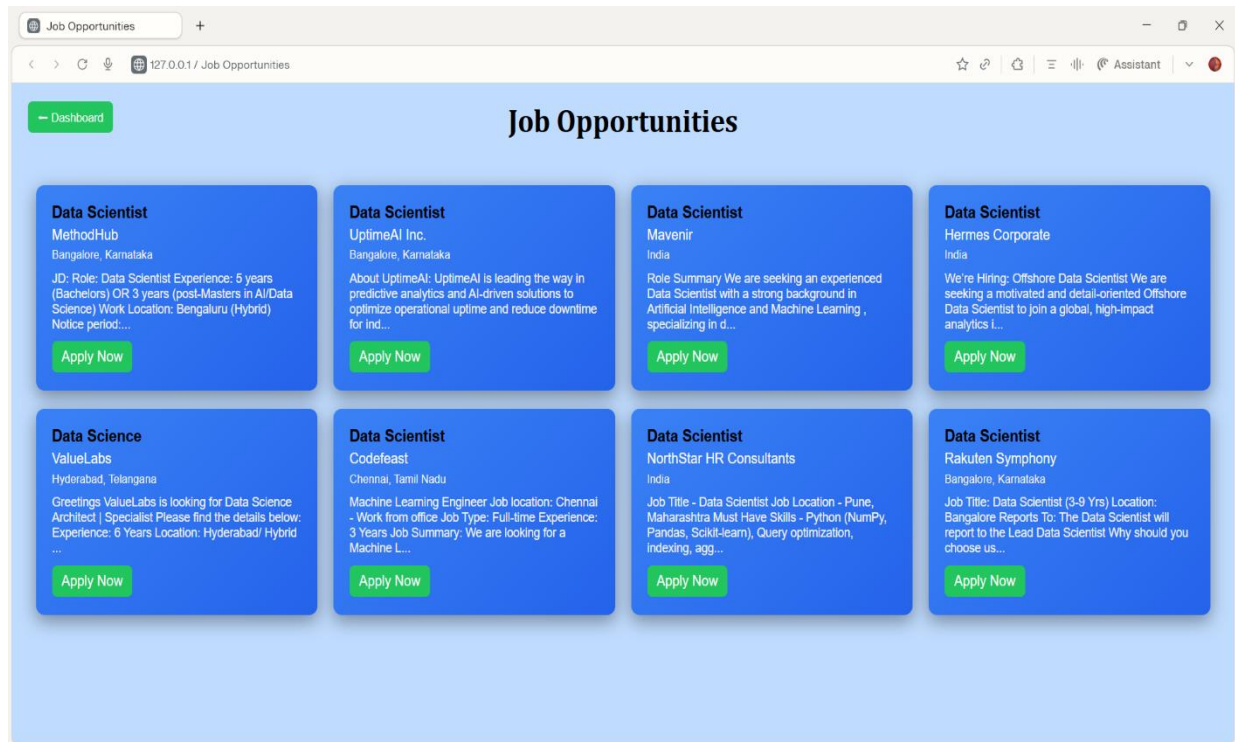 Job Opportunities
127.0.0.1 / Job Opportunities
Assistant
← Dashboard
Job Opportunities
Data Scientist
MethodHub
Bangalore, Karnataka
JD: Role: Data Scientist Experience: 5 years
(Bachelors) OR 3 years (post-Masters in AI/Data
Science) Work Location: Bengaluru (Hybrid)
Notice period:...
Apply Now
Data Scientist
UptimeAI Inc.
Bangalore, Karnataka
About UptimeAI: UptimeAI is leading the way in
predictive analytics and AI-driven solutions to
optimize operational uptime and reduce downtime
for ind...
Apply Now
Data Scientist
Mavenir
India
Role Summary We are seeking an experienced
Data Scientist with a strong background in
Artificial Intelligence and Machine Learning ,
specializing in d...
Apply Now
Data Scientist
Hermes Corporate
India
We're Hiring: Offshore Data Scientist We are
seeking a motivated and detail-oriented Offshore
Data Scientist to join a global, high-impact
analytics i...
Apply Now
Data Science
ValueLabs
Hyderabad, Telangana
Greetings ValueLabs is looking for Data Science
Architect | Specialist Please find the details below:
Experience: 6 Years Location: Hyderabad/ Hybrid
...
Apply Now
Data Scientist
Codefeast
Chennai, Tamil Nadu
Machine Learning Engineer Job location: Chennai
- Work from office Job Type: Full-time Experience:
3 Years Job Summary: We are looking for a
Machine L...
Apply Now
Data Scientist
NorthStar HR Consultants
India
Job Title - Data Scientist Job Location - Pune,
Maharashtra Must Have Skills - Python (NumPy,
Pandas, Scikit-learn), Query optimization,
indexing, agg...
Apply Now
Data Scientist
Rakuten Symphony
Bangalore, Karnataka
Job Title: Data Scientist (3-9 Yrs) Location:
Bangalore Reports To: The Data Scientist will
report to the Lead Data Scientist Why should you
choose us...
Apply Now